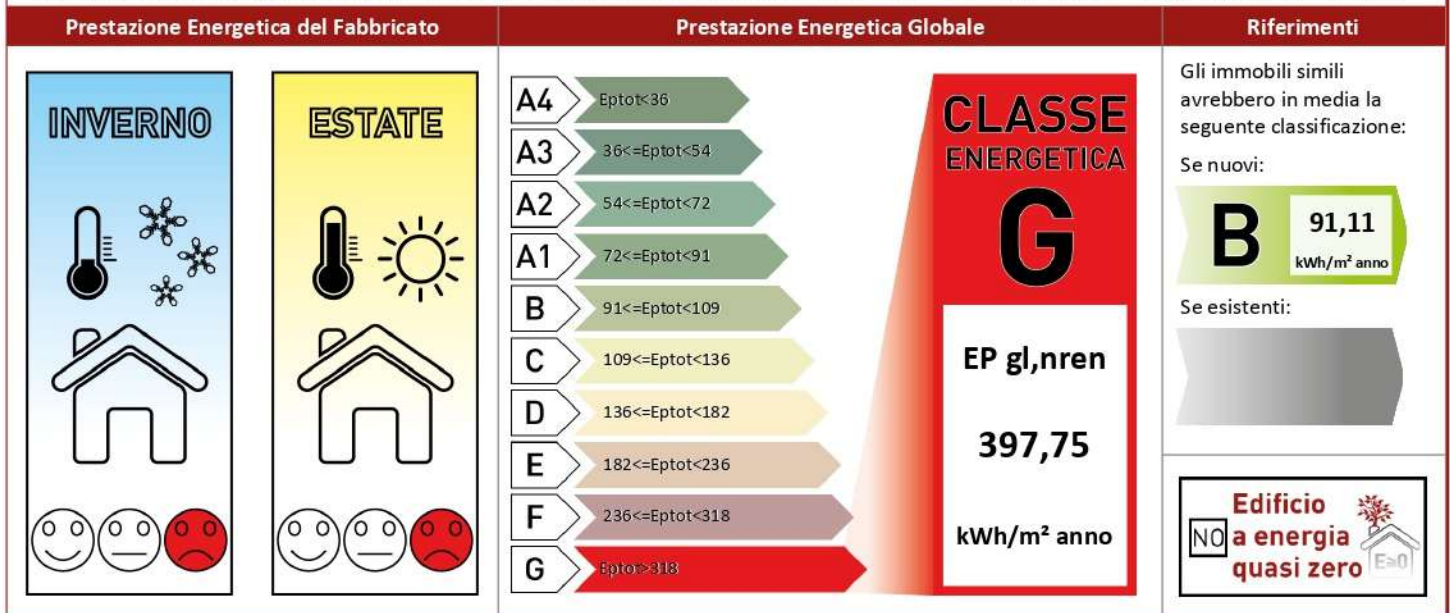 Prestazione Energetica del Fabbricato
Prestazione Energetica Globale
Riferimenti
INVERNO
ESTATE
A4 Eptot<36
A3 36<=Eptot<54
A2 54<=Eptot<72
A1 72<=Eptot<91
B 91<=Eptot<109
C 109<=Eptot<136
D 136<=Eptot<182
E 182<=Eptot<236
F 236<=Eptot<318
G Eptot>318
CLASSE
ENERGETICA
G
EP gl,nren
397,75
kWh/m² anno
Gli immobili simili
avrebbero in media la
seguente classificazione:
Se nuovi:
B 91,11
kWh/m² anno
Se esistenti:
Edificio
NO a energia
quasi zero
E≥0